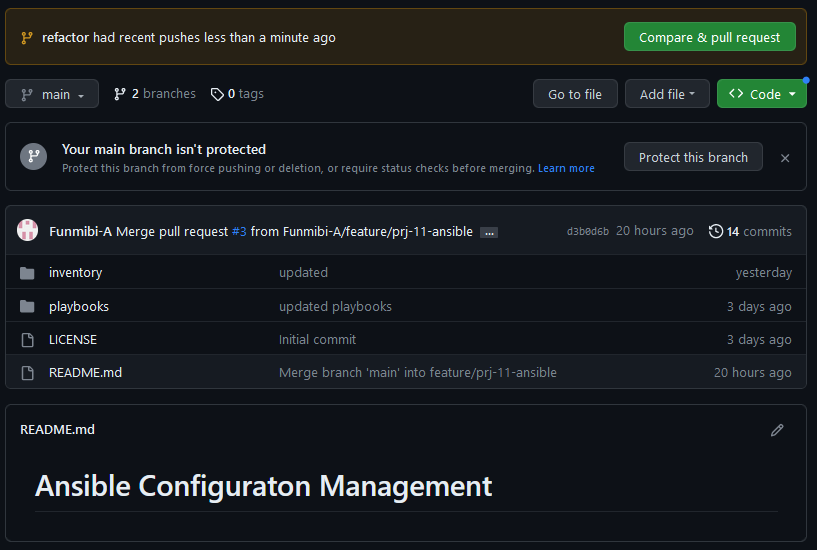 refactor had recent pushes less than a minute ago
Compare & pull request
main
2 branches
0 tags
Go to file
Add file
<> Code
Your main branch isn't protected
Protect this branch from force pushing or deletion, or require status checks before merging. Learn more
Protect this branch
Funmibi-A Merge pull request #3 from Funmibi-A/feature/prj-11-ansible ...
d3b0d6b 20 hours ago
14 commits
inventory updated yesterday
playbooks updated playbooks 3 days ago
LICENSE Initial commit 3 days ago
README.md Merge branch 'main' into feature/prj-11-ansible 20 hours ago
README.md
Ansible Configuraton Management